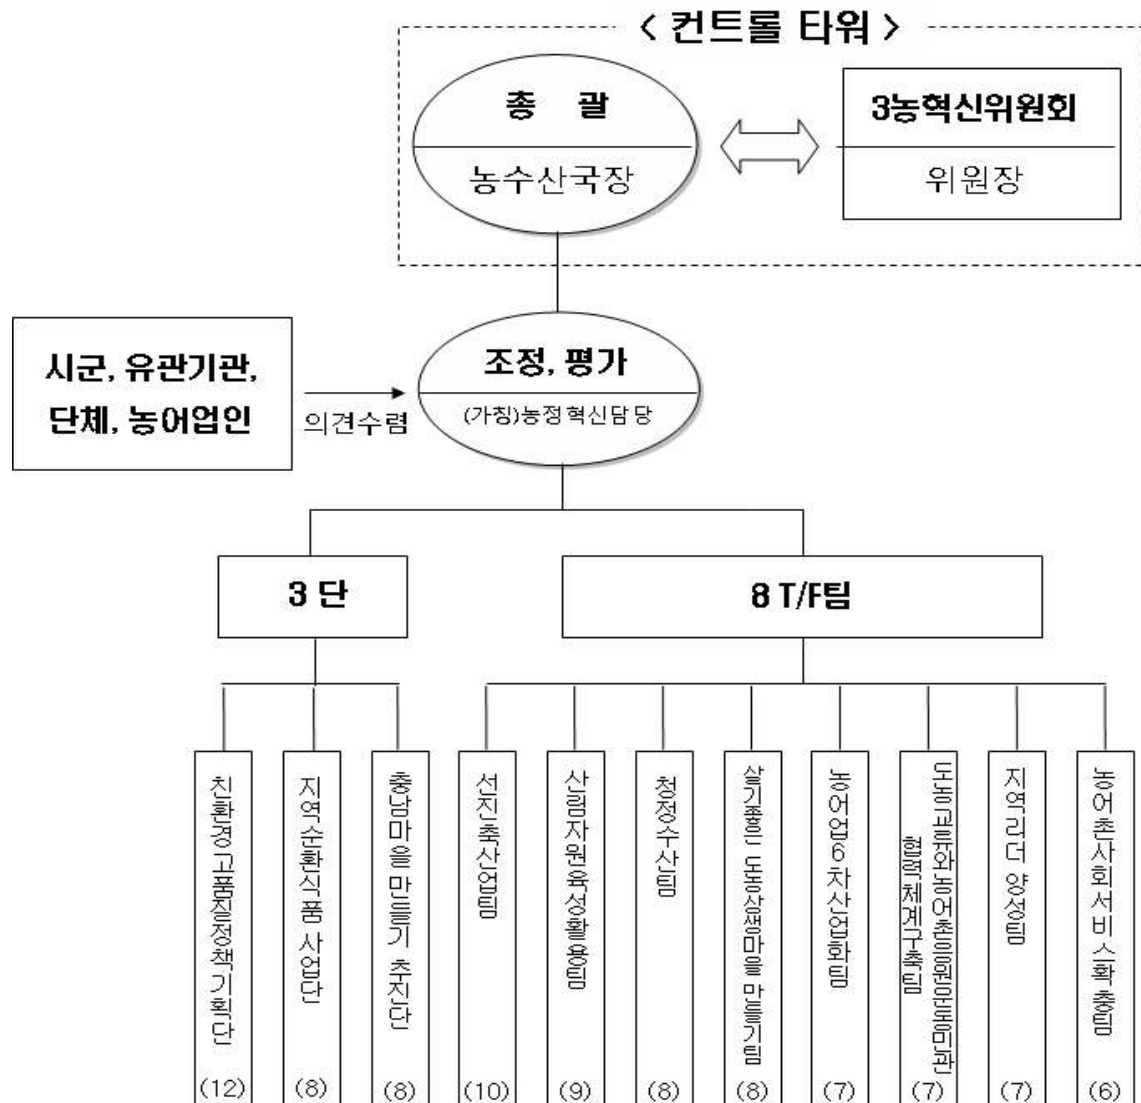 < 컨트롤 타워 >
총 괄
농수산국장
3농혁신위원회
위원장
시군, 유관기관,
단체, 농어업인
의견수렴
조정, 평가
(가칭)농정혁신담당
3 단
8 T/F팀
친환경고품질정책기획단
(12)
지역순환식품 사업단
(8)
충남마을 만들기 추진단
(8)
선진축산업팀
(10)
산림자원육성활용팀
(9)
청정수산팀
(8)
살기좋은 도농상생마을 만들기팀
(8)
농어업6차산업화팀
(7)
도농교류와농어촌응원운동미관
협력체계구축팀
(7)
지역리더 양성팀
(7)
농어촌사회서비스확충팀
(6)